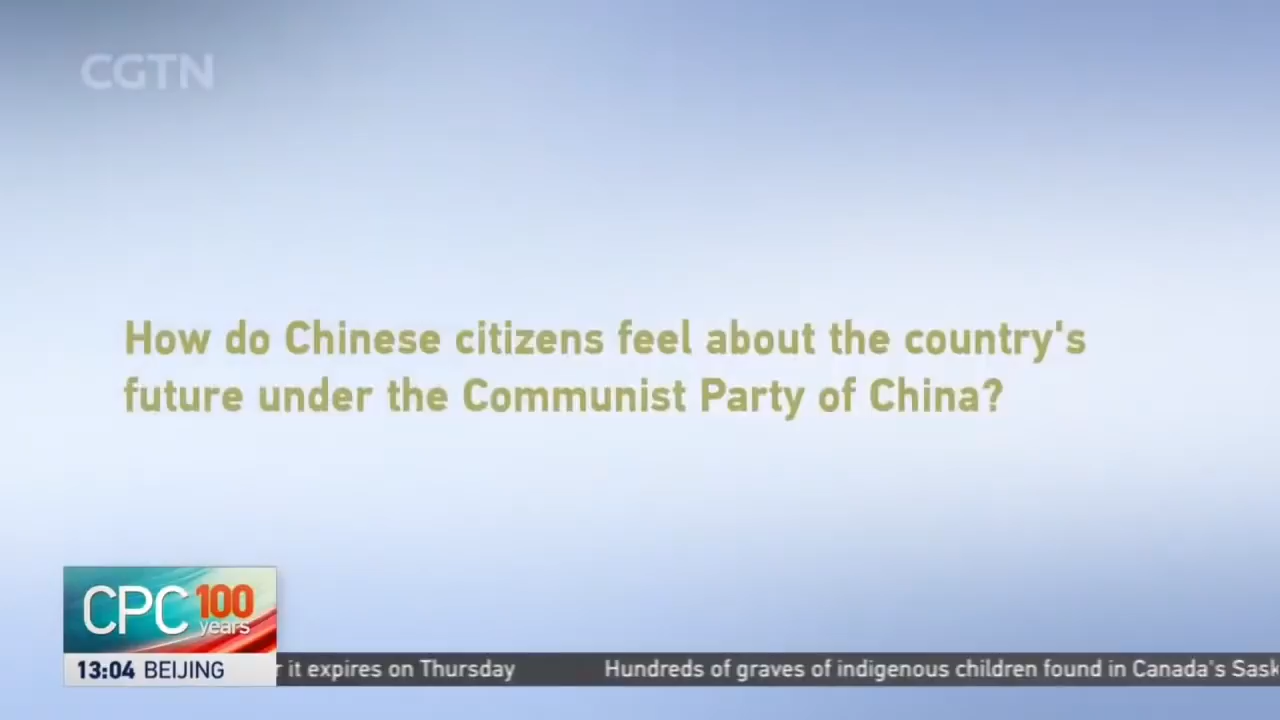 CGTN
How do Chinese citizens feel about the country's
future under the Communist Party of China?
CPC 100
years
13:04 BEIJING
it expires on Thursday Hundreds of graves of indigenous children found in Canada's